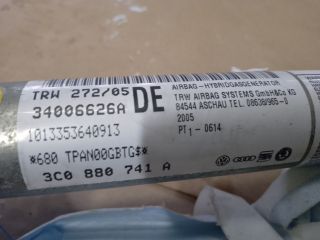 TRW 272/05
34006626A
DE
1013353640913
*680 TPAN00GBTG$*
3C0 880 741 A
AIRBAG-HYBRIDGASGENERATOR
TRW AIRBAG SYSTEMS GmbH&Co KG
84544 ASCHAU TEL. 08638/965-0
2005
PT1-0614